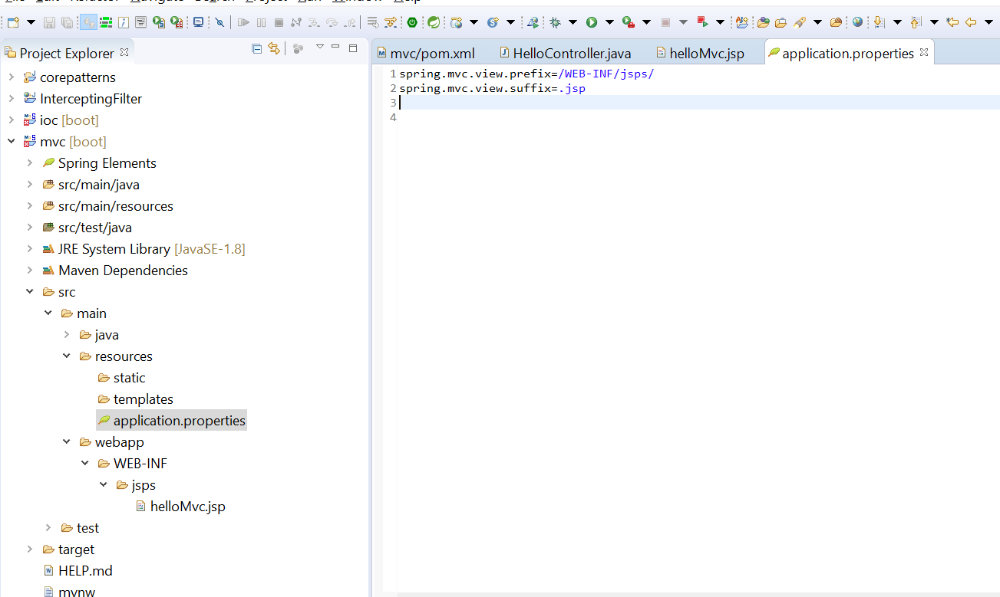 Project Explorer
corepatterns
InterceptingFilter
ioc [boot]
mvc [boot]
Spring Elements
src/main/java
src/main/resources
src/test/java
JRE System Library [JavaSE-1.8]
Maven Dependencies
src
main
java
resources
static
templates
application.properties
webapp
WEB-INF
jsps
helloMvc.jsp
test
target
HELP.md
mvnw
mvc/pom.xml
HelloController.java
helloMvc.jsp
application.properties
1 spring.mvc.view.prefix=/WEB-INF/jsps/
2 spring.mvc.view.suffix=.jsp
3
4